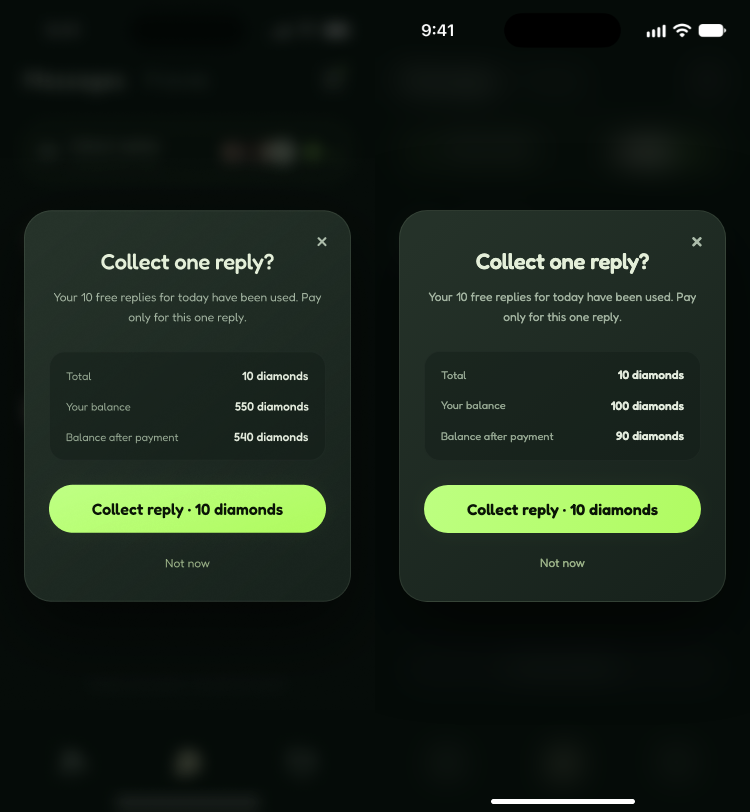 Collect one reply?
Your 10 free replies for today have been used. Pay
only for this one reply.
Total 10 diamonds
Your balance 550 diamonds
Balance after payment 540 diamonds
Collect reply · 10 diamonds
Not now
9:41
Collect one reply?
Your 10 free replies for today have been used. Pay
only for this one reply.
Total 10 diamonds
Your balance 100 diamonds
Balance after payment 90 diamonds
Collect reply · 10 diamonds
Not now